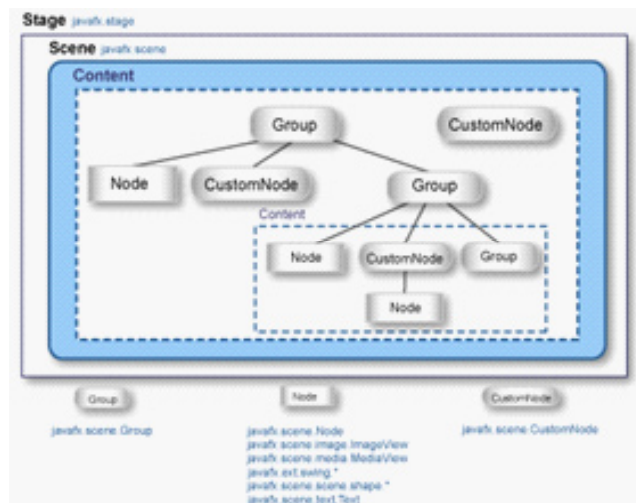 Stage javafx.stage
Scene javafx.scene
Content
Group
CustomNode
Node
CustomNode
Group
Content
Node
CustomNode
Group
Node
Group
Node
CustomNode
javafx.scene.Group
javafx.scene.Node
javafx.scene.CustomNode
javafx.scene.image.ImageView
javafx.scene.media.MediaView
javafx.ext.swing.*
javafx.scene.scene.shape.*
javafx.scene.text.Text